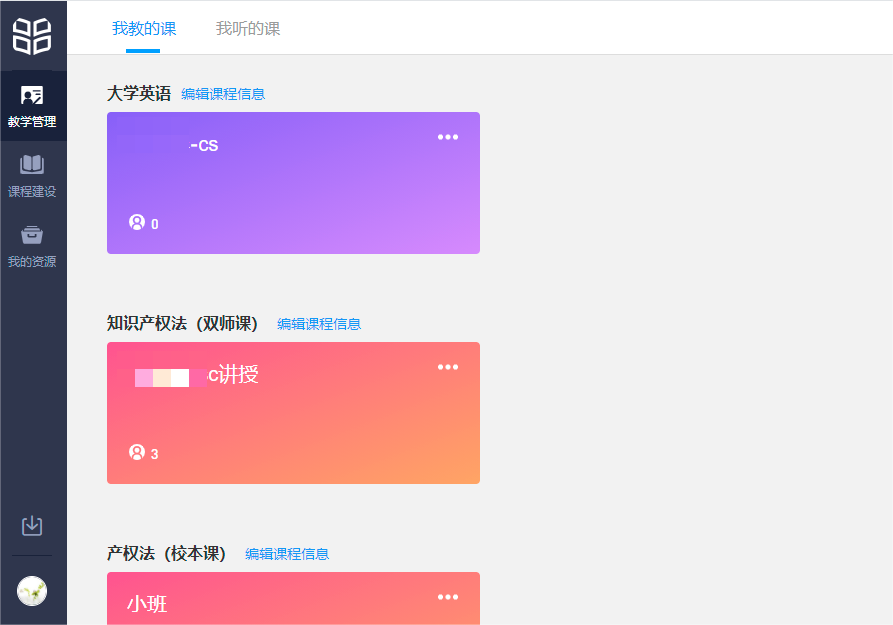 我教的课
我听的课
教学管理
课程建设
我的资源
大学英语 编辑课程信息
-cs
0
知识产权法（双师课） 编辑课程信息
c讲授
3
产权法（校本课） 编辑课程信息
小班